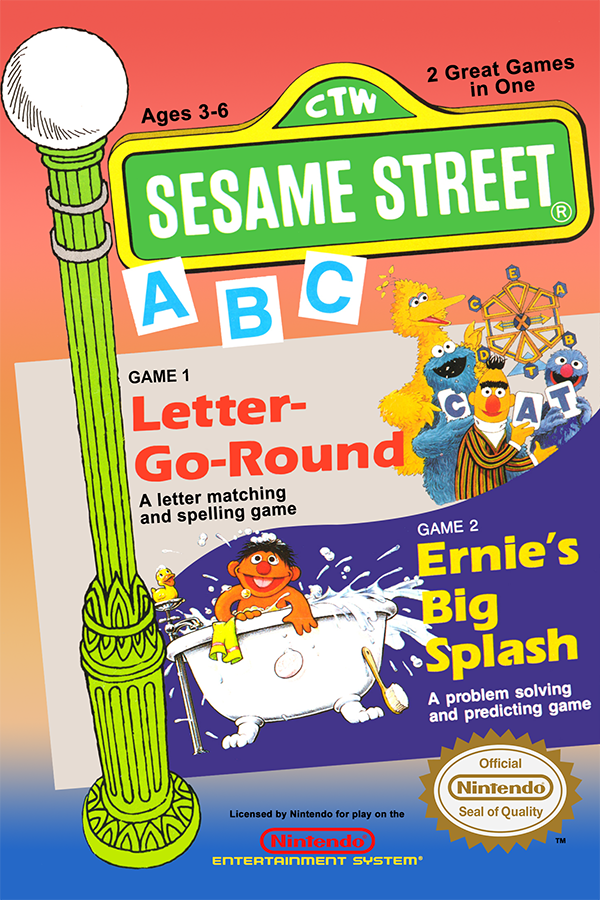 Ages 3-6
2 Great Games
in One
CTW
SESAME STREET®
A B C
GAME 1
Letter-
Go-Round
A letter matching
and spelling game
C E A
D T B
C A T
GAME 2
Ernie's
Big
Splash
A problem solving
and predicting game
Official
Nintendo
Seal of Quality
TM
Licensed by Nintendo for play on the
Nintendo
ENTERTAINMENT SYSTEM®